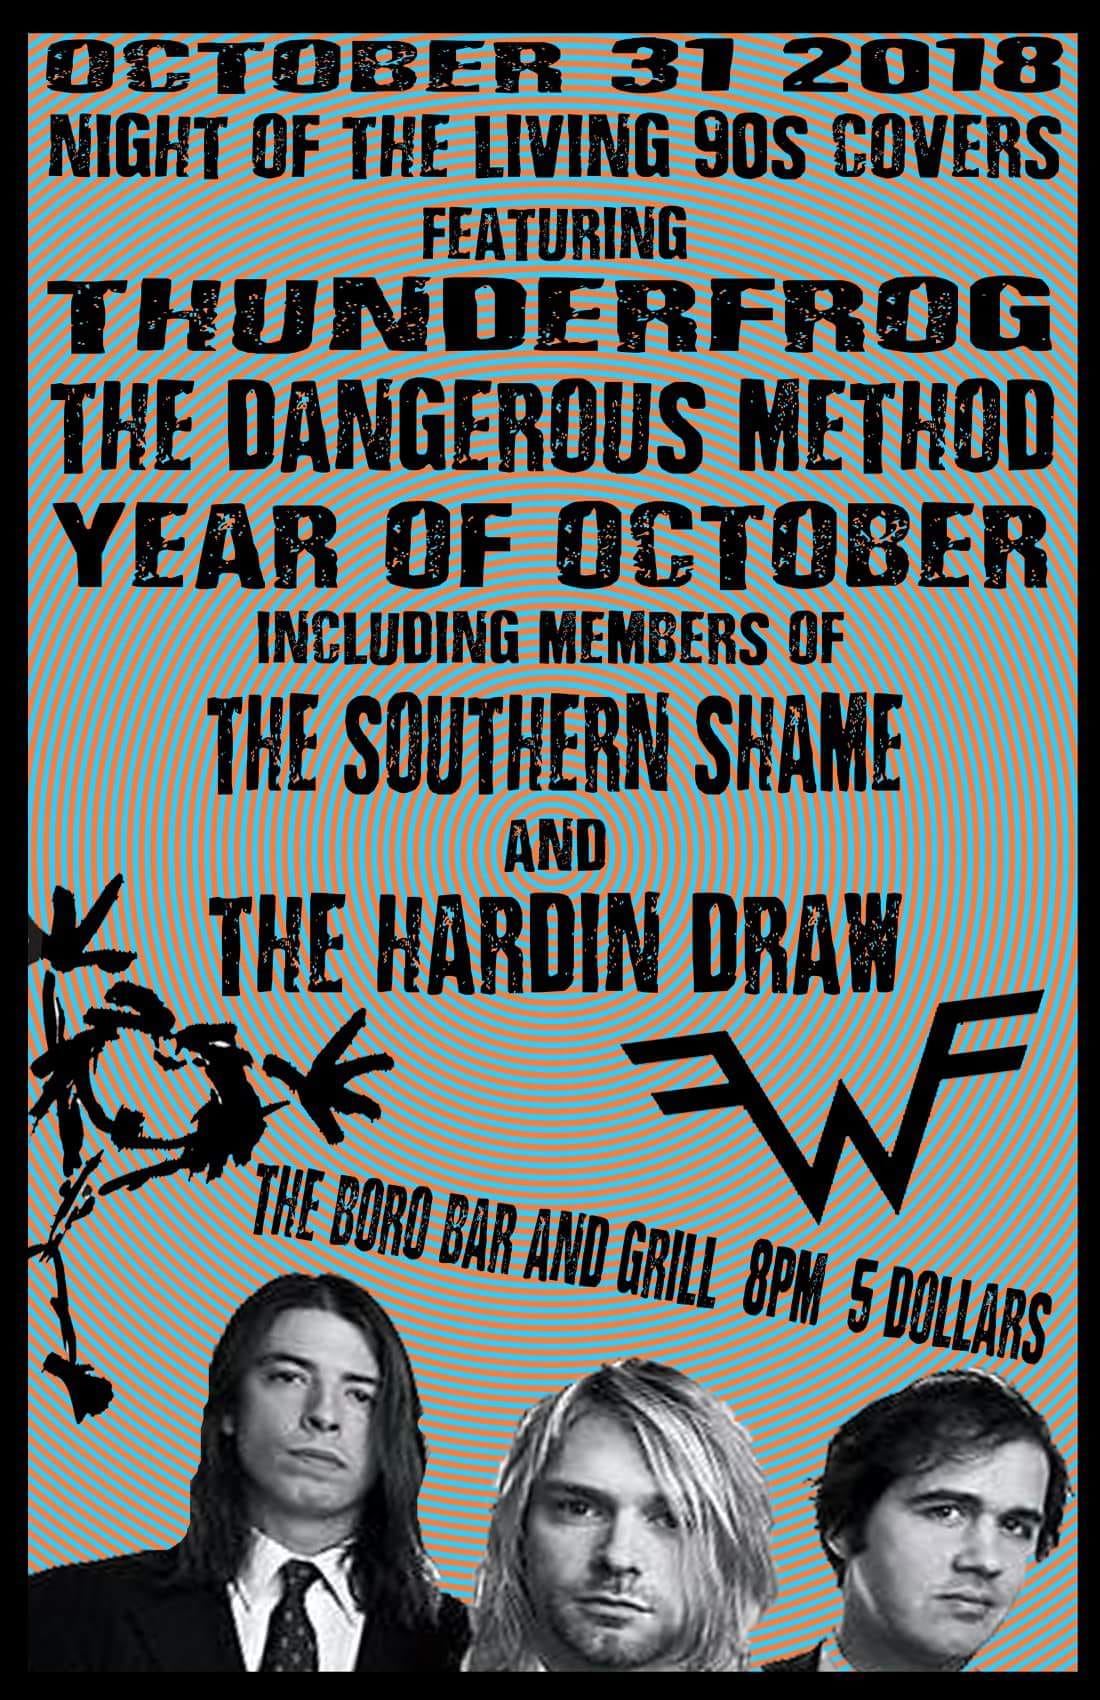 OCTOBER 31 2018
NIGHT OF THE LIVING 90S COVERS
FEATURING
THUNDERFROG
THE DANGEROUS METHOD
YEAR OF OCTOBER
INCLUDING MEMBERS OF
THE SOUTHERN SHAME
AND
THE HARDIN DRAW
THE BORO BAR AND GRILL 8PM 5 DOLLARS